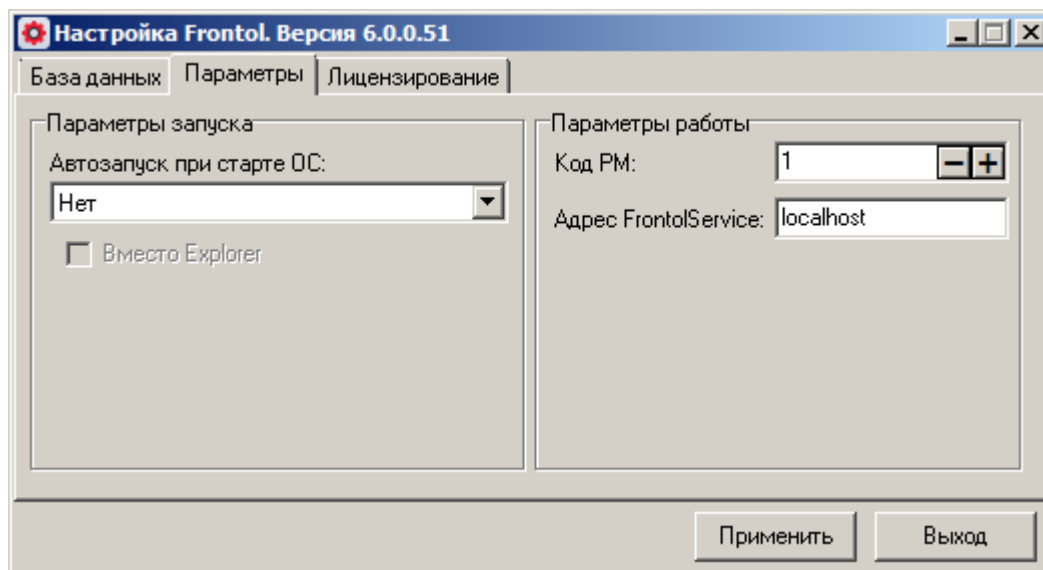 Настройка Frontol. Версия 6.0.0.51
База данных Параметры Лицензирование
Параметры запуска
Автозапуск при старте ОС:
Нет
Вместо Explorer
Параметры работы
Код РМ: 1
Адрес FrontolService: localhost
Применить Выход